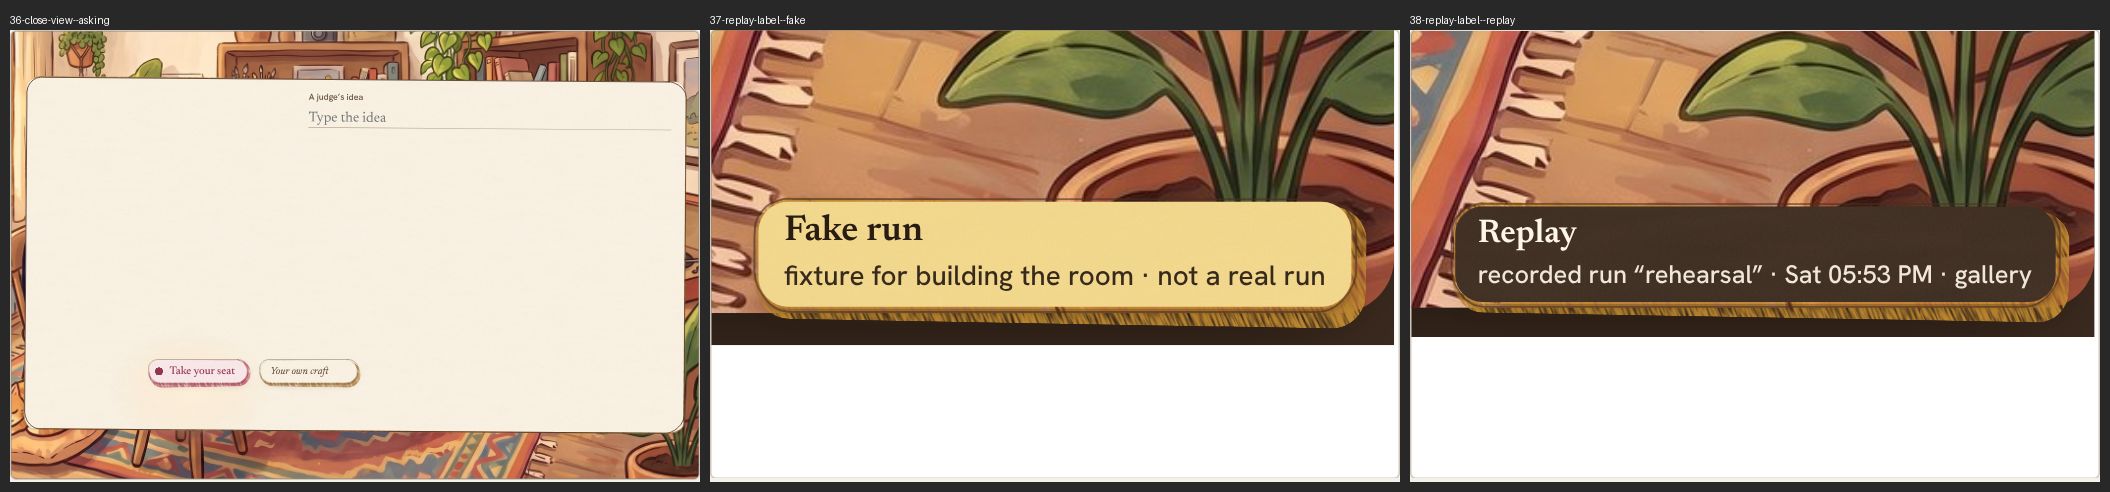 36-close-view--asking
A judge's idea
Type the idea
Take your seat
Your own craft
37-replay-label--fake
Fake run
fixture for building the room · not a real run
38-replay-label--replay
Replay
recorded run “rehearsal” · Sat 05:53 PM · gallery